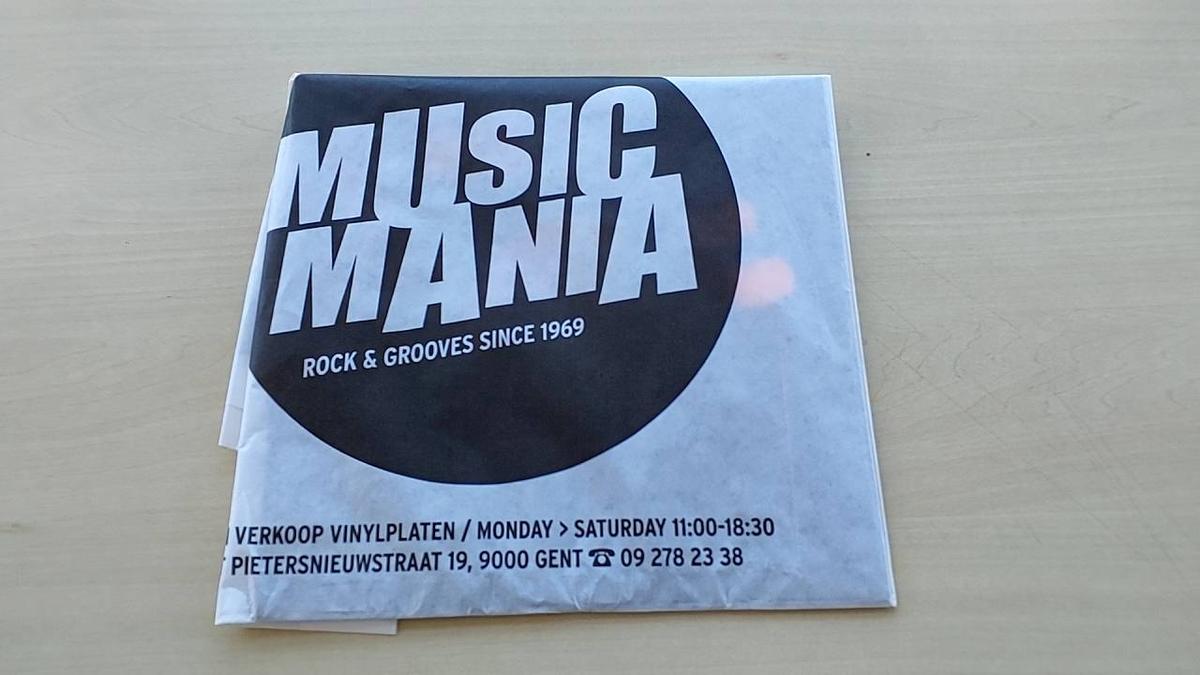 MUSIC
MANIA
ROCK & GROOVES SINCE 1969
VERKOOP VINYLPLATEN / MONDAY > SATURDAY 11:00-18:30
PIETERSNIEUWSTRAAT 19, 9000 GENT ☎ 09 278 23 38